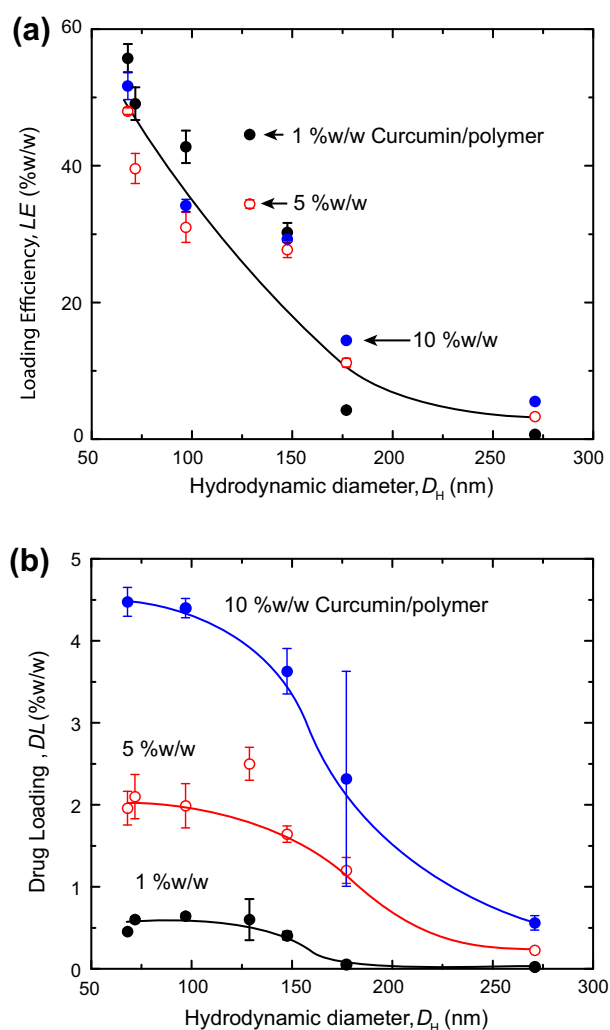 (a)
60
40
20
0
Loading Efficiency, LE (%w/w)
1 %w/w Curcumin/polymer
5 %w/w
10 %w/w
50 100 150 200 250 300
Hydrodynamic diameter, D_H (nm)
(b)
5
4
3
2
1
0
Drug Loading , DL (%w/w)
10 %w/w Curcumin/polymer
5 %w/w
1 %w/w
50 100 150 200 250 300
Hydrodynamic diameter, D_H (nm)